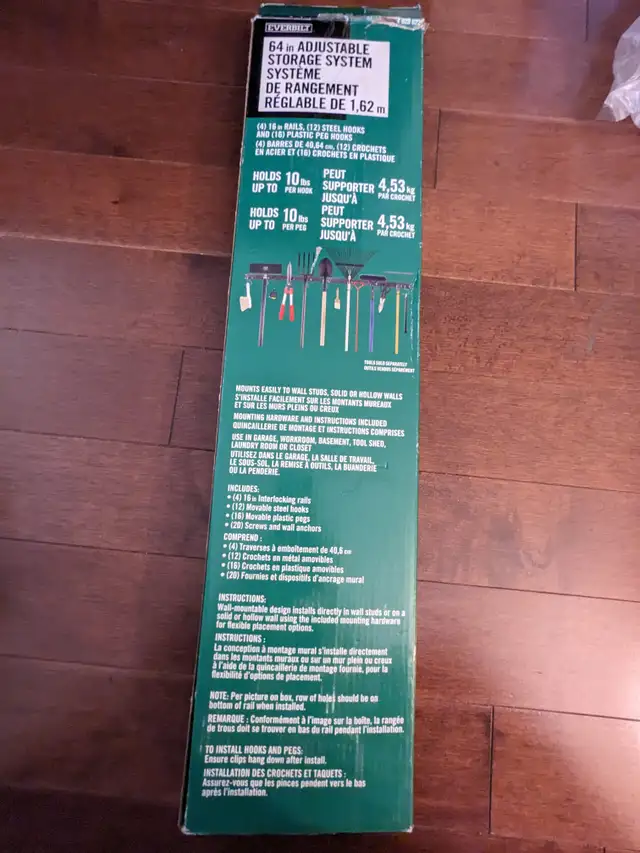 EVERBILT
64 in ADJUSTABLE
STORAGE SYSTEM
SYSTÈME
DE RANGEMENT
RÉGLABLE DE 1,62 m
(4) 16 in RAILS, (12) STEEL HOOKS
AND (16) PLASTIC PEG HOOKS
(4) BARRES DE 40,64 cm, (12) CROCHETS
EN ACIER ET (16) CROCHETS EN PLASTIQUE
HOLDS UP TO 10 lbs PER HOOK
PEUT SUPPORTER JUSQU'À 4,53 kg PAR CROCHET
HOLDS UP TO 10 lbs PER PEG
PEUT SUPPORTER JUSQU'À 4,53 kg PAR CROCHET
TOOLS SOLD SEPARATELY
OUTILS VENDUS SÉPARÉMENT
MOUNTS EASILY TO WALL STUDS, SOLID OR HOLLOW WALLS
S'INSTALLE FACILEMENT SUR LES MONTANTS MUREAUX
ET SUR LES MURS PLEINS OU CREUX
MOUNTING HARDWARE AND INSTRUCTIONS INCLUDED
QUINCAILLERIE DE MONTAGE ET INSTRUCTIONS COMPRISES
USE IN GARAGE, WORKROOM, BASEMENT, TOOL SHED,
LAUNDRY ROOM OR CLOSET
UTILISEZ DANS LE GARAGE, LA SALLE DE TRAVAIL,
LE SOUS-SOL, LA REMISE À OUTILS, LA BUANDERIE
OU LA PENDERIE.
INCLUDES:
• (4) 16 in Interlocking rails
• (12) Movable steel hooks
• (16) Movable plastic pegs
• (20) Screws and wall anchors
COMPREND :
• (4) Traverses à emboîtement de 40,6 cm
• (12) Crochets en métal amovibles
• (16) Crochets en plastique amovibles
• (20) Fournies et dispositifs d'ancrage mural
INSTRUCTIONS:
Wall-mountable design installs directly in wall studs or on a
solid or hollow wall using the included mounting hardware
for flexible placement options.
INSTRUCTIONS :
La conception à montage mural s'installe directement
dans les montants muraux ou sur un mur plein ou creux
à l'aide de la quincaillerie de montage fournie, pour la
flexibilité d'options de placement.
NOTE: Per picture on box, row of holes should be on
bottom of rail when installed.
REMARQUE : Conformément à l'image sur la boîte, la rangée
de trous doit se trouver en bas du rail pendant l'installation.
TO INSTALL HOOKS AND PEGS:
Ensure clips hang down after install.
INSTALLATION DES CROCHETS ET TAQUETS :
Assurez-vous que les pinces pendent vers le bas
après l'installation.